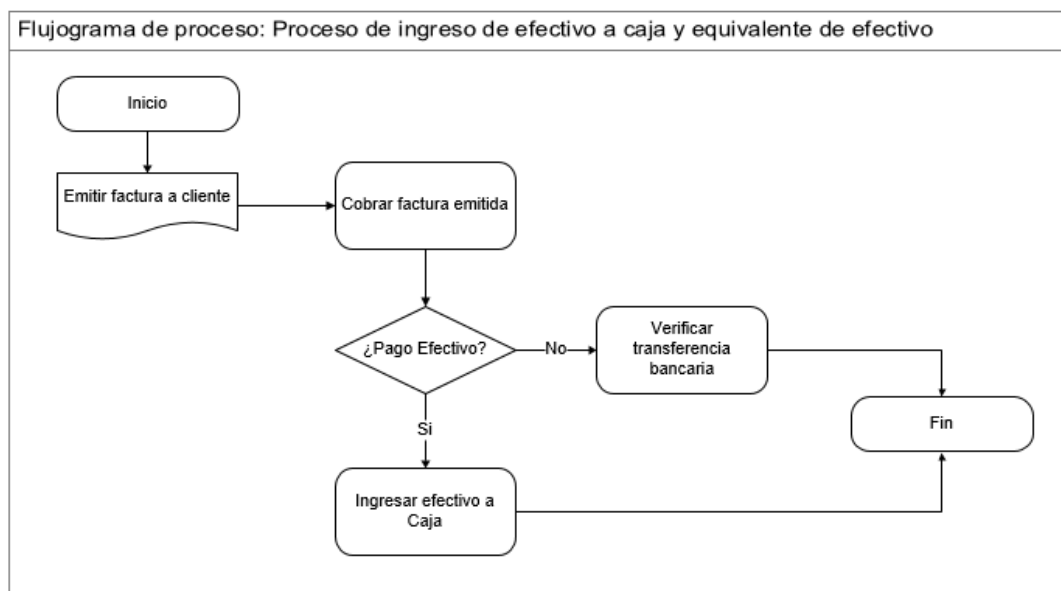 Flujograma de proceso: Proceso de ingreso de efectivo a caja y equivalente de efectivo
Inicio
Emitir factura a cliente
Cobrar factura emitida
¿Pago Efectivo?
No
Verificar
transferencia
bancaria
Fin
Si
Ingresar efectivo a
Caja